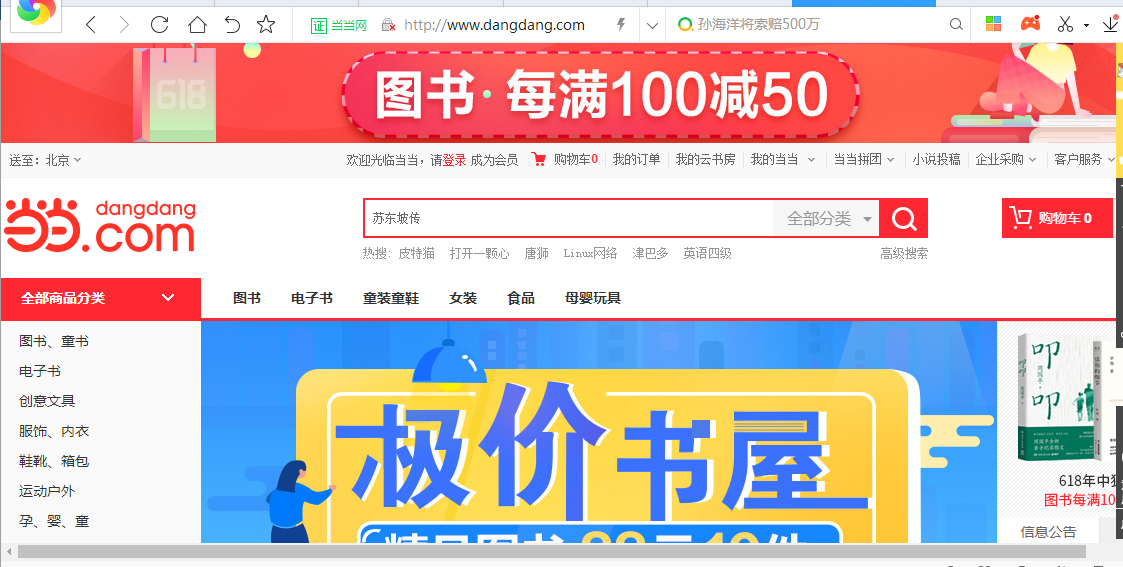 证 当当网 http://www.dangdang.com 孙海洋将索赔500万
618
图书·每满100减50
送至：北京 欢迎光临当当，请登录 成为会员 购物车0 我的订单 我的云书房 我的当当 当当拼团 小说投稿 企业采购 客户服务
当当 dangdang
.com
苏东坡传 全部分类
购物车 0
热搜： 皮特猫 打开一颗心 唐狮 Linux网络 津巴多 英语四级 高级搜索
全部商品分类 图书 电子书 童装童鞋 女装 食品 母婴玩具
图书、童书
电子书
创意文具
服饰、内衣
鞋靴、箱包
运动户外
孕、婴、童
极价书屋
叩叩
618年中
图书每满10
信息公告